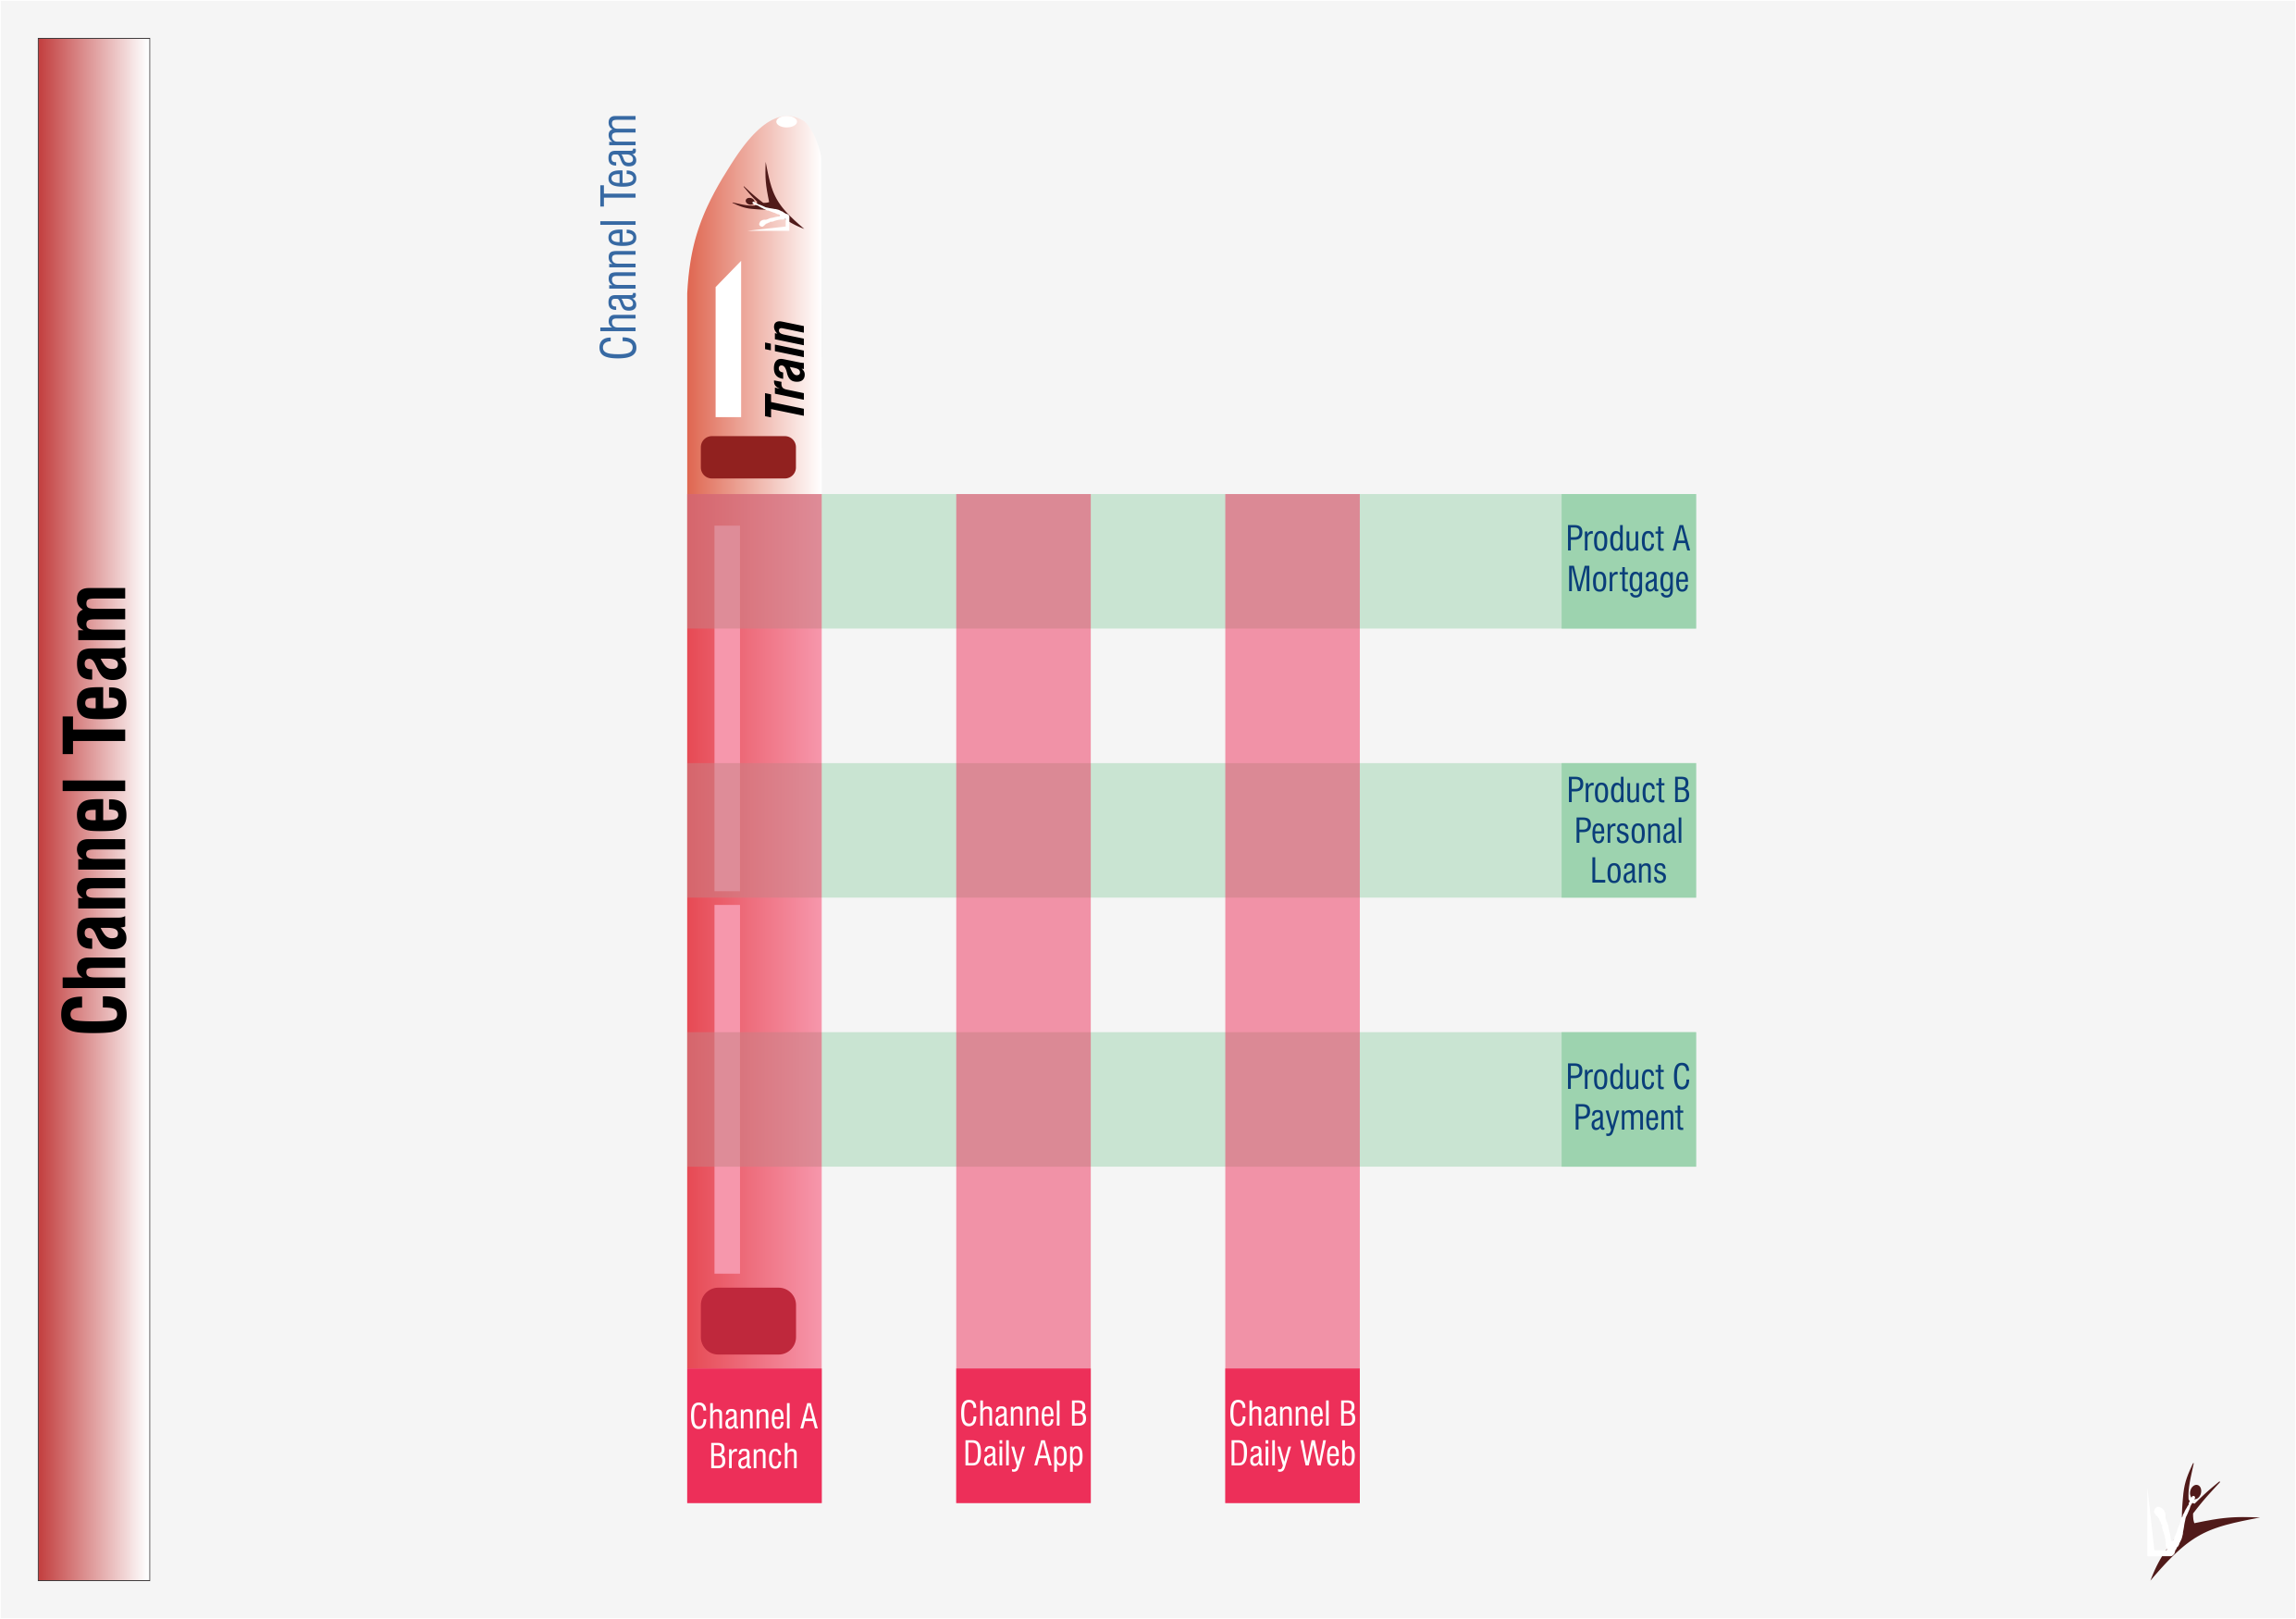 Channel Team
Channel Team
Train
Product A
Mortgage
Product B
Personal
Loans
Product C
Payment
Channel A
Branch
Channel B
Daily App
Channel B
Daily Web